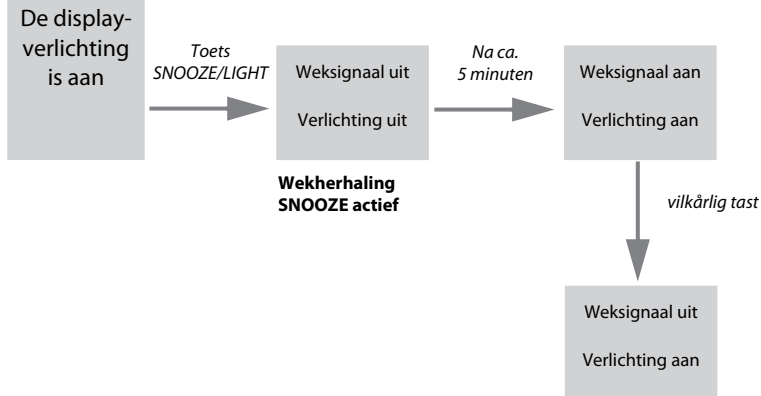 De display-
verlichting
is aan
Toets
SNOOZE/LIGHT
Weksignaal uit
Verlichting uit
Wekherhaling
SNOOZE actief
Na ca.
5 minuten
Weksignaal aan
Verlichting aan
vilkårlig tast
Weksignaal uit
Verlichting aan